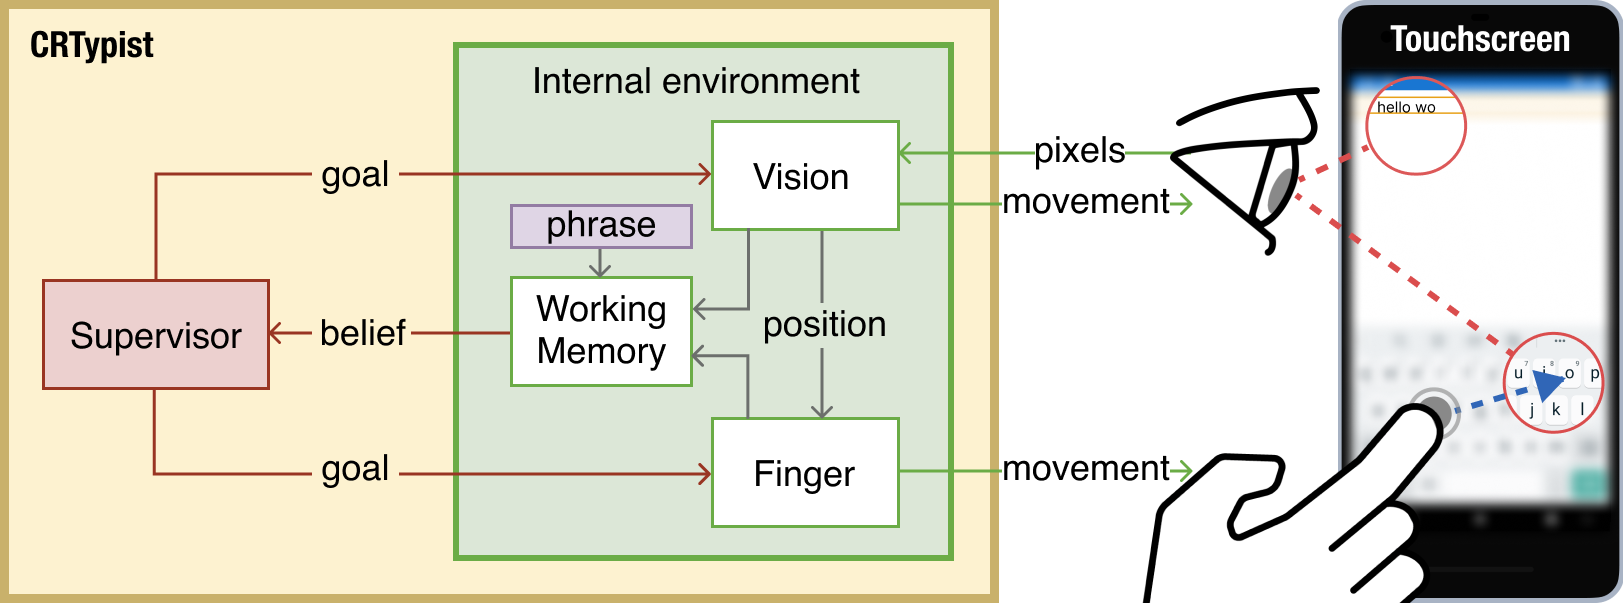 CRTypist
Touchscreen
Internal environment
hello wo
pixels
goal
Vision
movement
phrase
Working
Memory
position
Supervisor
belief
u 7 i 8 o 9 p
j k l
goal
Finger
movement